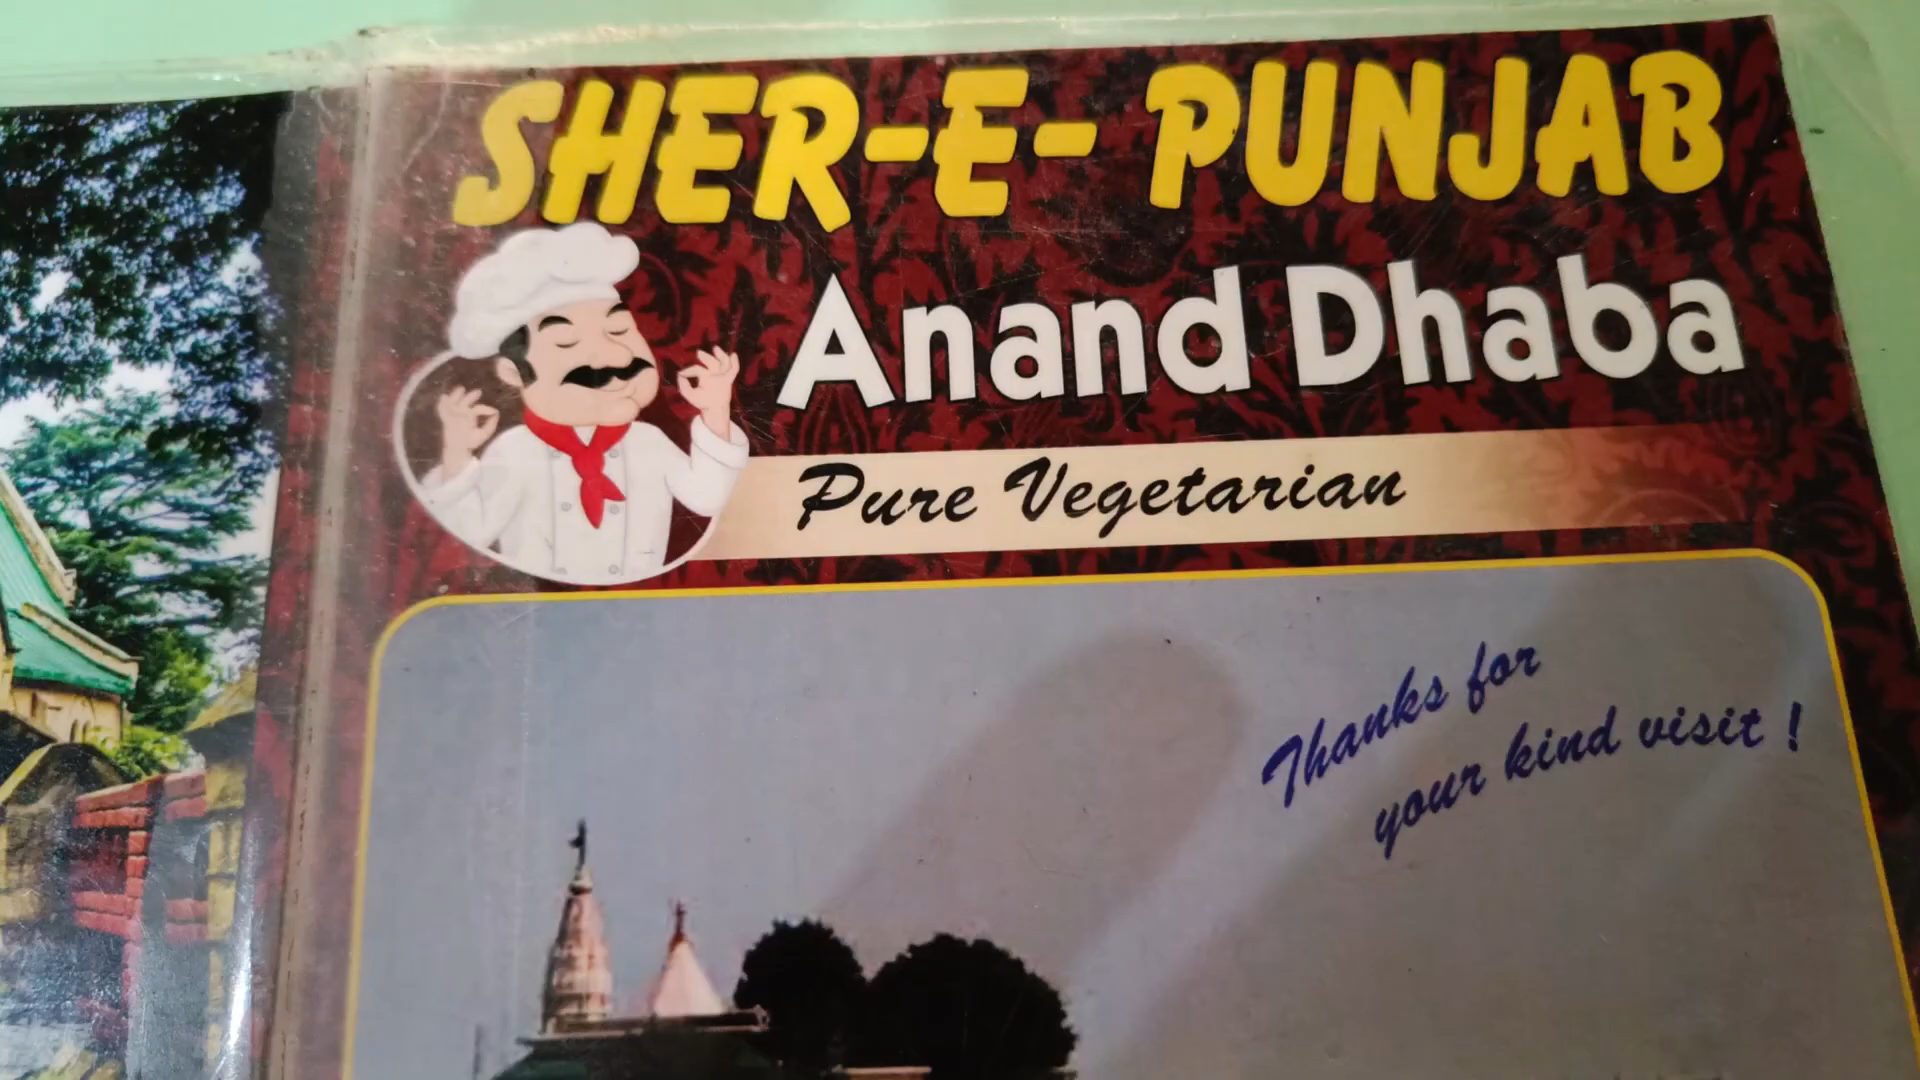 SHER-E- PUNJAB
Anand Dhaba
Pure Vegetarian
Thanks for
your kind visit !